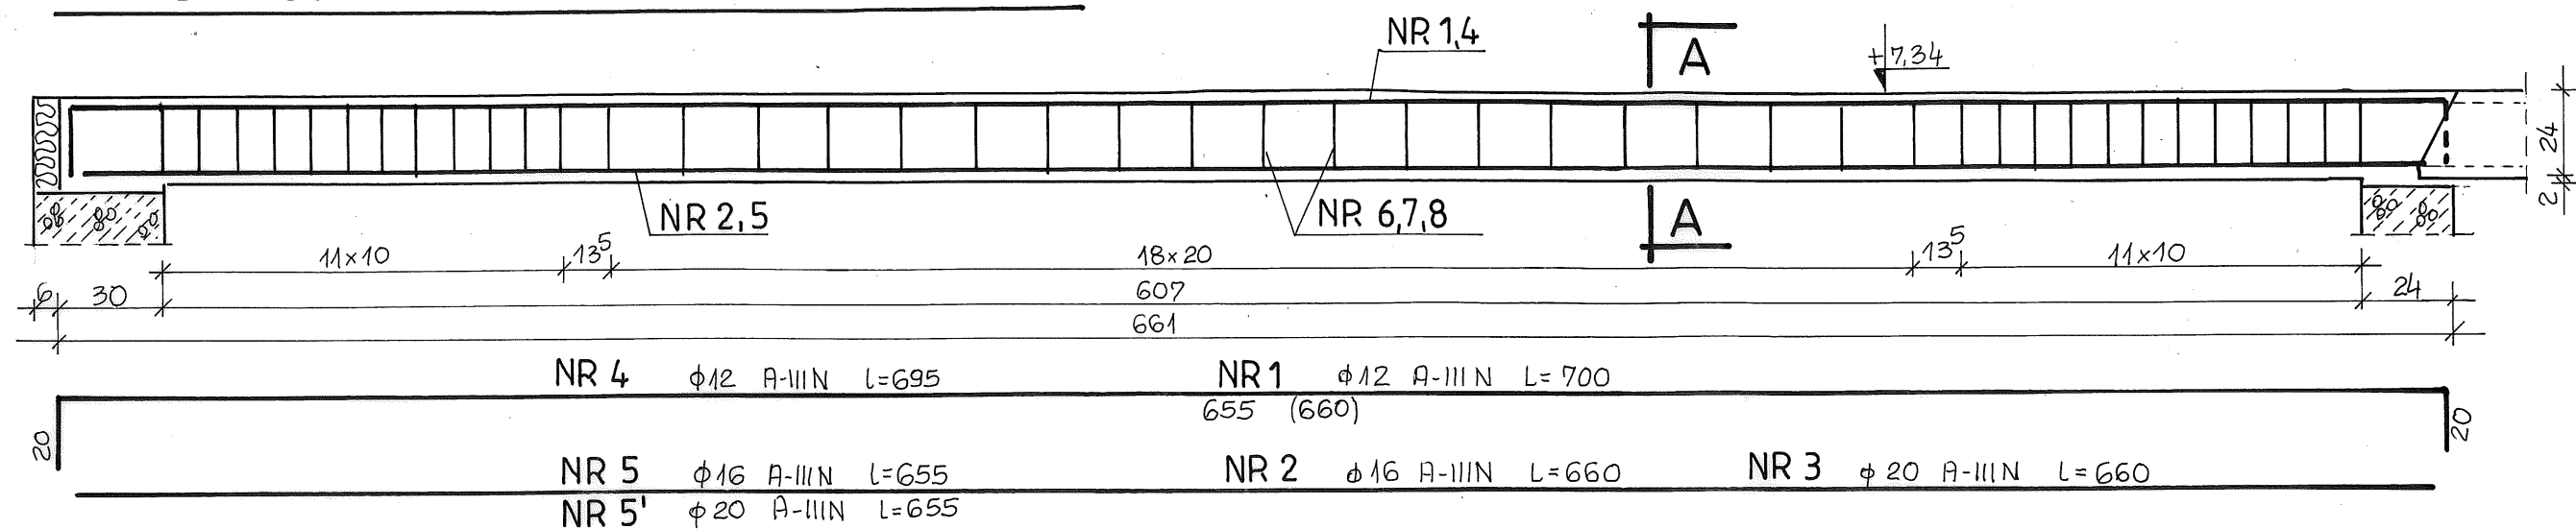 NR 1,4
A
+7,34
24
2
NR 2,5
NR 6,7,8
A
11×10
13⁵
18×20
13⁵
11×10
6
30
607
24
661
NR 4 ϕ12 A-IIIN l=695
NR 1 ϕ12 A-IIIN L=700
655 (660)
20
20
NR 5 ϕ16 A-IIIN l=655
NR 2 ϕ16 A-IIIN L=660
NR 3 ϕ20 A-IIIN L=660
NR 5' ϕ20 A-IIIN l=655